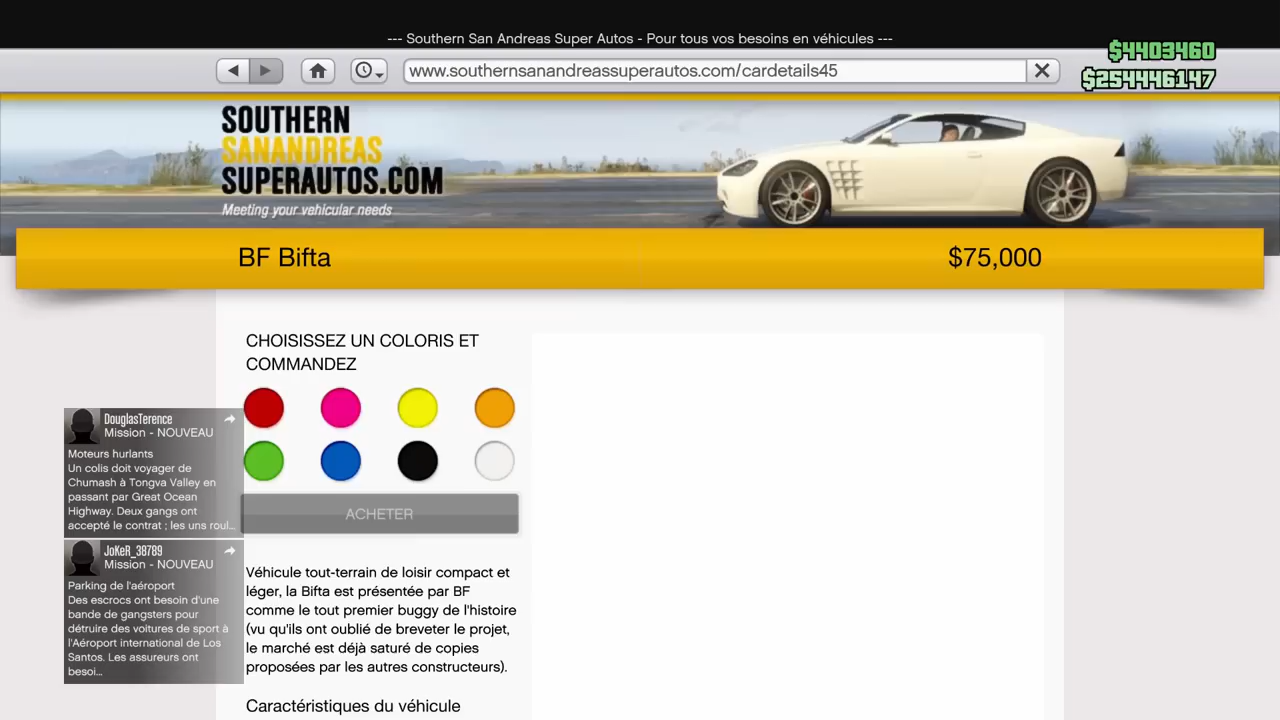 --- Southern San Andreas Super Autos - Pour tous vos besoins en véhicules ---
$4403460
www.southernsanandreassuperautos.com/cardetails45
$254446147
SOUTHERN
SANANDREAS
SUPERAUTOS.COM
Meeting your vehicular needs
BF Bifta
$75,000
CHOISISSEZ UN COLORIS ET
COMMANDEZ
ACHETER
Véhicule tout-terrain de loisir compact et
léger, la Bifta est présentée par BF
comme le tout premier buggy de l'histoire
(vu qu'ils ont oublié de breveter le projet,
le marché est déjà saturé de copies
proposées par les autres constructeurs).
Caractéristiques du véhicule
DouglasTerence
Mission - NOUVEAU
Moteurs hurlants
Un colis doit voyager de
Chumash à Tongva Valley en
passant par Great Ocean
Highway. Deux gangs ont
accepté le contrat ; les uns roul...
JoKeR_38789
Mission - NOUVEAU
Parking de l'aéroport
Des escrocs ont besoin d'une
bande de gangsters pour
détruire des voitures de sport à
l'Aéroport international de Los
Santos. Les assureurs ont
besoi...